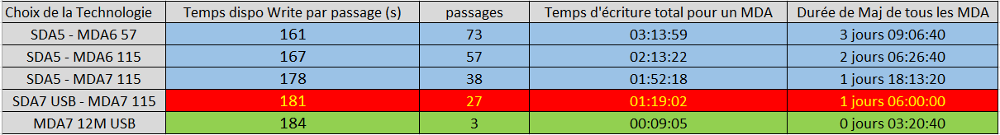 Choix de la Technologie Temps dispo Write par passage (s) passages Temps d'écriture total pour un MDA Durée de Maj de tous les MDA
SDA5 - MDA6 57 161 73 03:13:59 3 jours 09:06:40
SDA5 - MDA6 115 167 57 02:13:22 2 jours 06:26:40
SDA5 - MDA7 115 178 38 01:52:18 1 jours 18:13:20
SDA7 USB - MDA7 115 181 27 01:19:02 1 jours 06:00:00
MDA7 12M USB 184 3 00:09:05 0 jours 03:20:40